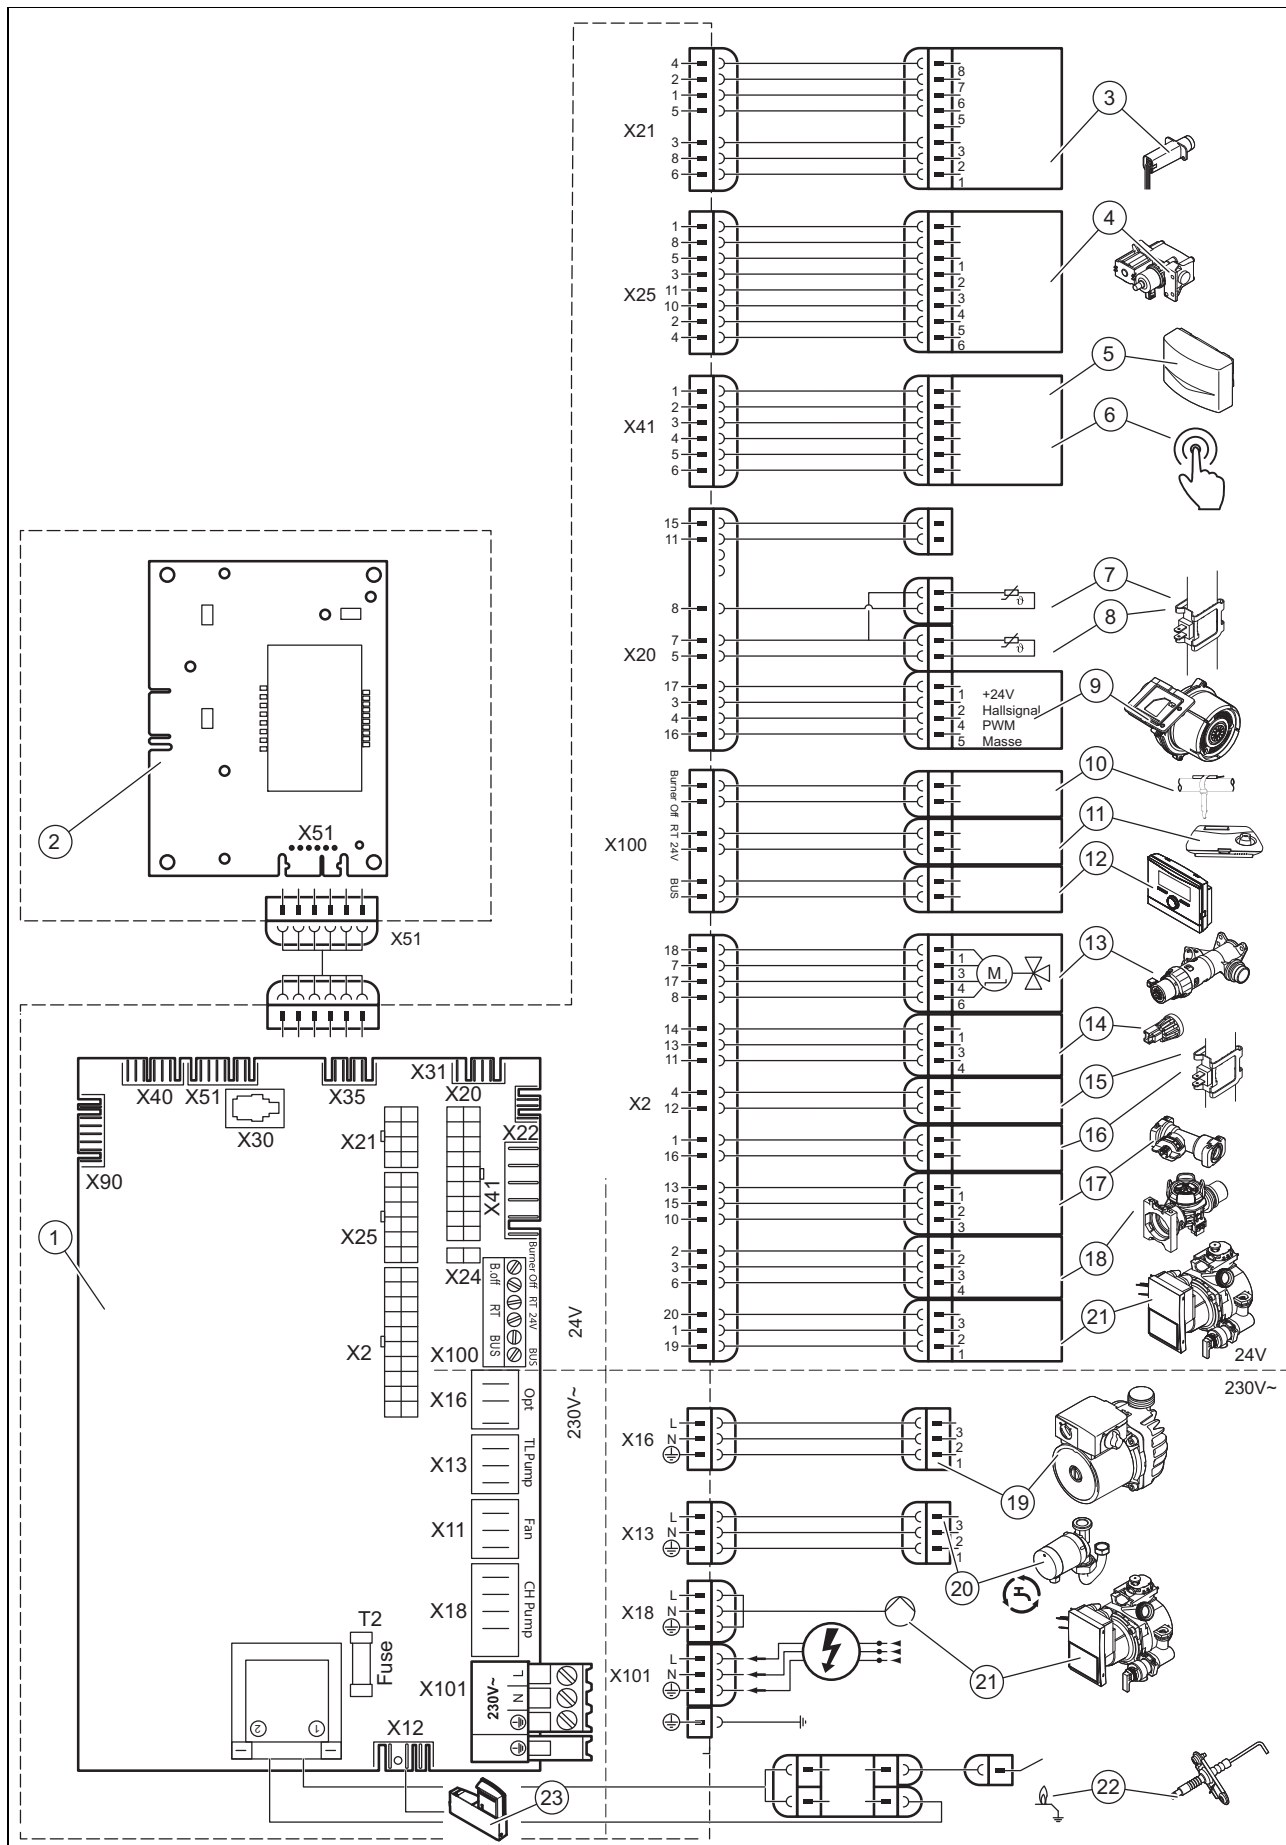 4
2
1
5
3
8
6
X21
8
7
6
5
3
2
1
3
1
8
5
3
11
10
2
4
X25
1
2
3
4
5
6
4
1
2
3
4
5
6
X41
5
6
15
11
8
7
5
17
3
4
16
X20
ϑ
ϑ
7
8
1 +24V
2 Hallsignal
4 PWM
5 Masse
9
2
X51
X51
Burner Off
RT 24V
BUS
X100
10
11
12
18
7
17
8
14
13
11
4
12
1
16
13
15
10
2
3
6
20
1
19
X2
1
3
4
6
M
1
3
4
1
2
3
2
3
4
3
2
1
13
14
15
16
17
18
21
24V
230V~
X40
X51
X35
X31
X20
X30
X21
X22
X90
X41
X25
1
X24
B.off
RT
BUS
Burner Off
RT 24V
BUS
24V
X2
X100
230V~
X16
Opt
X13
TLPump
X11
Fan
X18
CH Pump
T2
Fuse
X101
230V~
L
N
2
1
X12
X16
L
N
3
2
1
19
X13
L
N
3
2
1
20
X18
L
N
X101
L
N
21
23
22